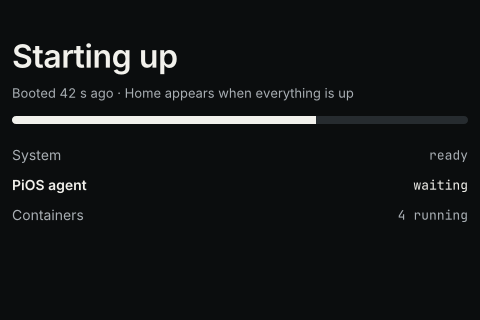 Starting up
Booted 42 s ago · Home appears when everything is up
System ready
PiOS agent waiting
Containers 4 running